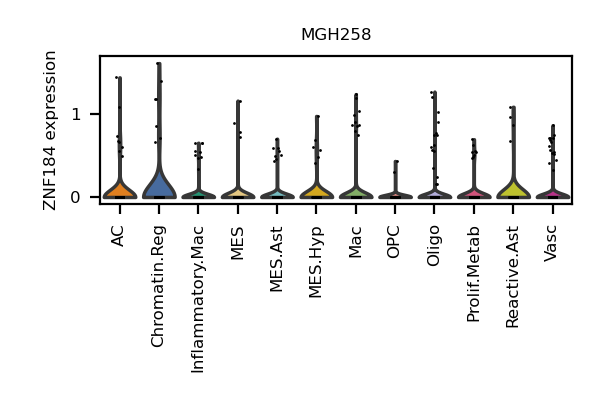 MGH258
ZNF184 expression
1
0
AC
Chromatin.Reg
Inflammatory.Mac
MES
MES.Ast
MES.Hyp
Mac
OPC
Oligo
Prolif.Metab
Reactive.Ast
Vasc